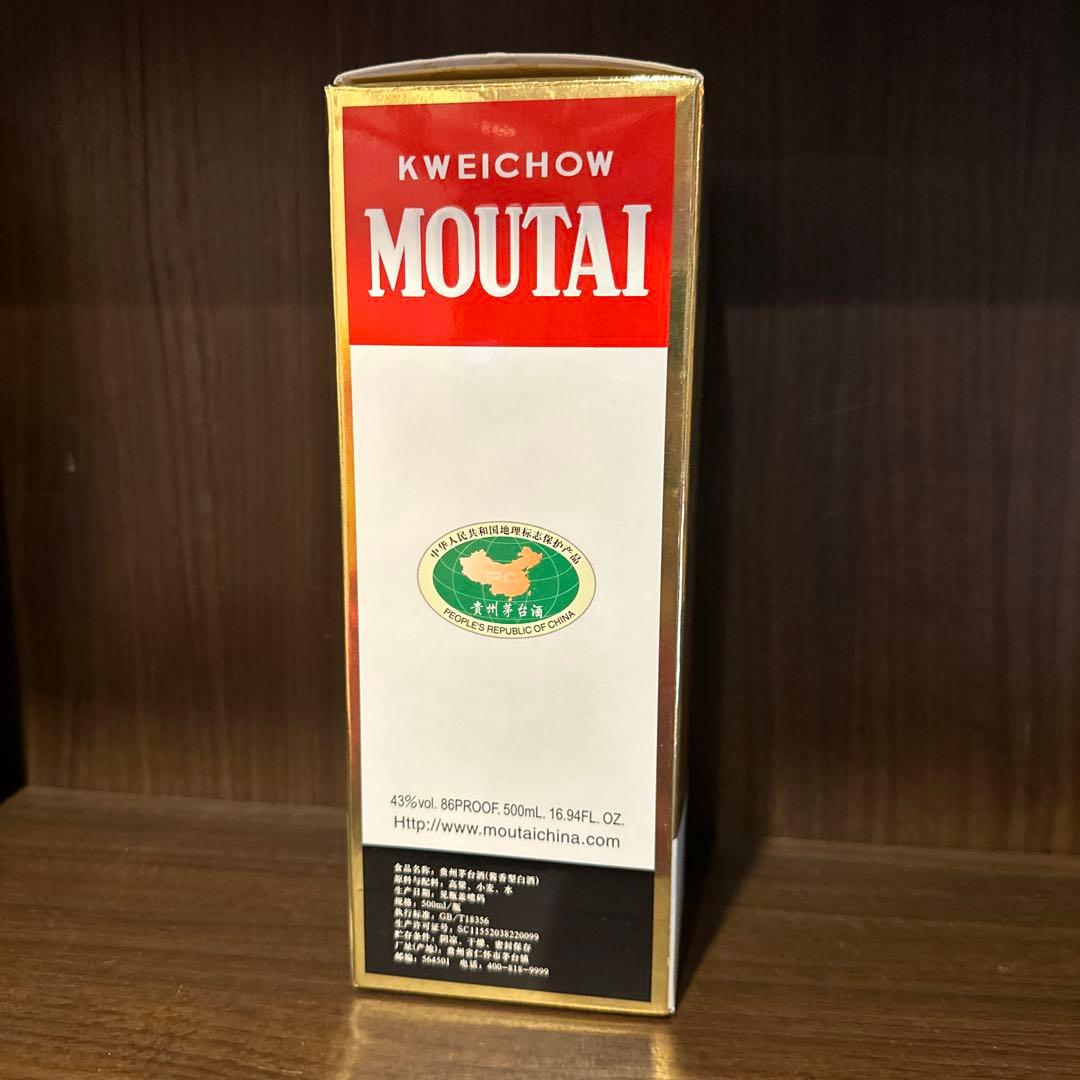 KWEICHOW
MOUTAI
中华人民共和国地理标志保护产品
貴州茅台酒
PEOPLE'S REPUBLIC OF CHINA
43%vol. 86PROOF. 500mL. 16.94FL. OZ.
Http://www.moutaichina.com
食品名称: 贵州茅台酒(酱香型白酒)
原料与配料: 高粱、小麦、水
生产日期: 见瓶盖喷码
规格: 500ml/瓶
执行标准: GB/T18356
生产许可证号: SC11552038220099
贮存条件: 阴凉、干燥、密封保存
厂址(产地): 贵州省仁怀市茅台镇
邮编: 564501 电话: 400-818-9999